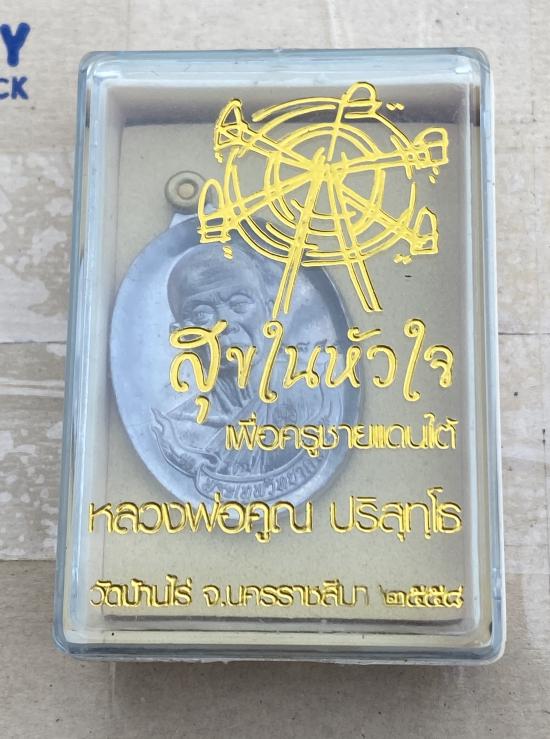 Y
CK
สุขในหัวใจ
เพื่อครูชายแดนใต้
หลวงพ่อคูณ ปริสุทฺโธ
วัดบ้านไร่ จ.นครราชสีมา ๒๕๕๔